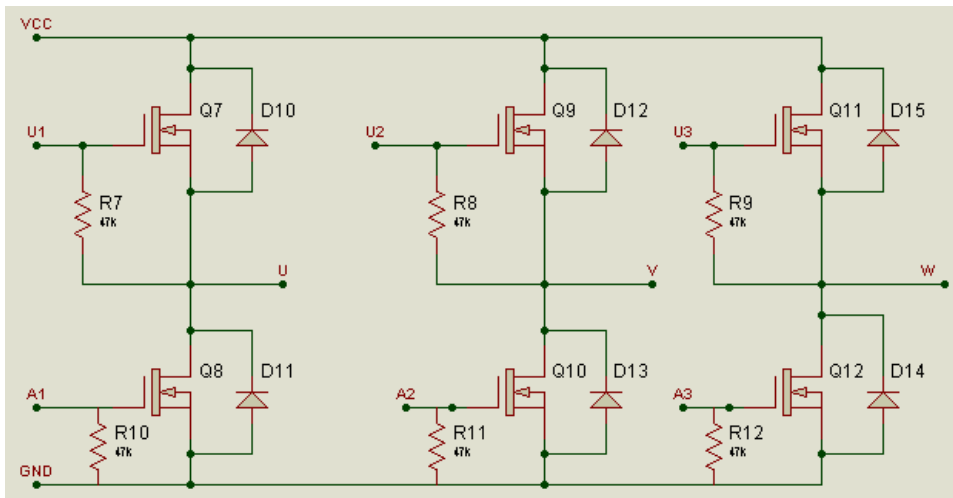 VCC
Q7
D10
Q9
D12
Q11
D15
U1
U2
U3
R7
47K
R8
47K
R9
47K
U
V
W
Q8
D11
Q10
D13
Q12
D14
A1
A2
A3
R10
47K
R11
47K
R12
47K
GND